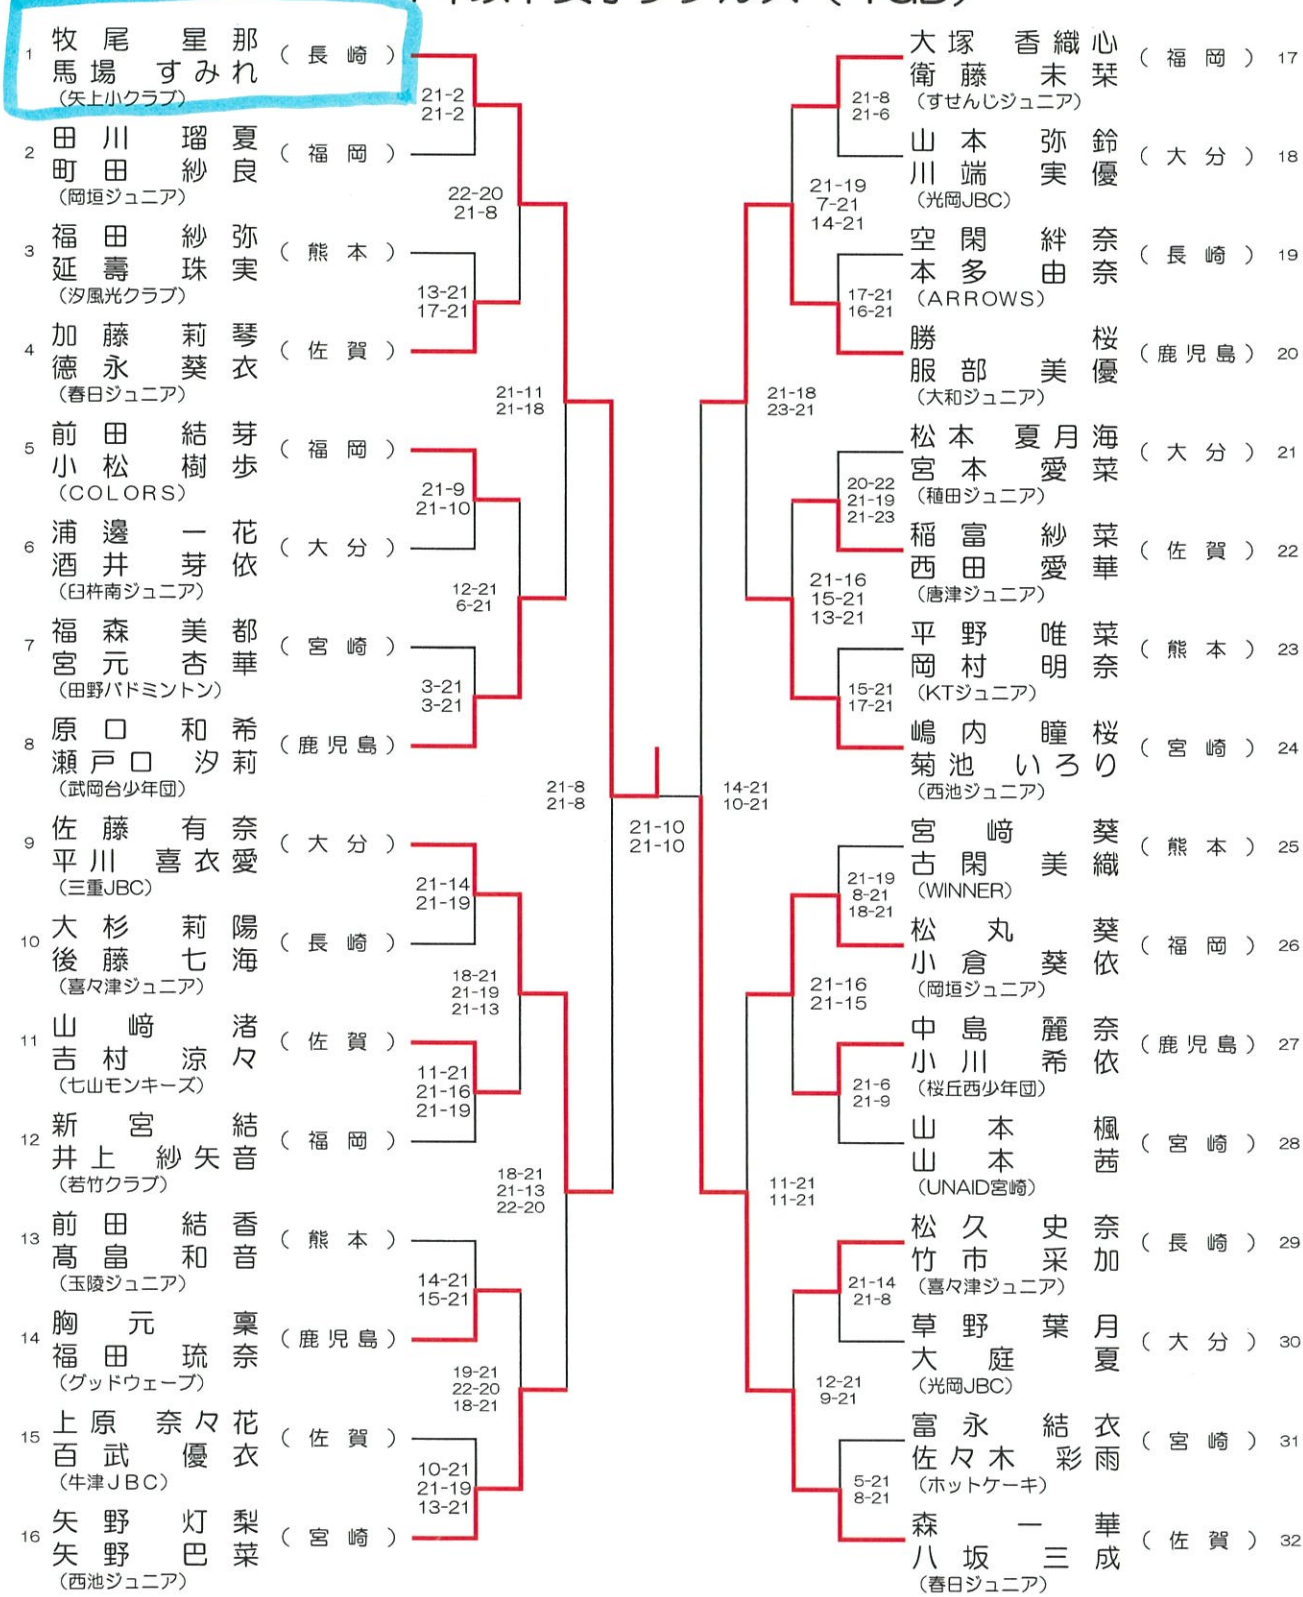 1 牧尾 星那 (長崎)
馬場 すみれ
(矢上小クラブ)
21-2
21-2
2 田川 瑠夏 (福岡)
町田 紗良
(岡垣ジュニア)
22-20
21-8
3 福田 紗弥 (熊本)
延壽 珠実
(汐風光クラブ)
13-21
17-21
4 加藤 莉琴 (佐賀)
德永 葵衣
(春日ジュニア)
21-11
21-18
5 前田 結芽 (福岡)
小松 樹歩
(COLORS)
21-9
21-10
6 浦邊 一花 (大分)
酒井 芽依
(臼杵南ジュニア)
12-21
6-21
7 福森 美都 (宮崎)
宮元 杏華
(田野バドミントン)
3-21
3-21
8 原口 和希 (鹿児島)
瀬戸口 汐莉
(武岡台少年団)
21-8
21-8
9 佐藤 有奈 (大分)
平川 喜衣愛
(三重JBC)
21-14
21-19
10 大杉 莉陽 (長崎)
後藤 七海
(喜々津ジュニア)
18-21
21-19
21-13
11 山﨑 渚 (佐賀)
吉村 涼々
(七山モンキーズ)
11-21
21-16
21-19
12 新宮 結 (福岡)
井上 紗矢音
(若竹クラブ)
18-21
21-13
22-20
13 前田 結香 (熊本)
髙畠 和音
(玉陵ジュニア)
14-21
15-21
14 胸元 稟 (鹿児島)
福田 琉奈
(グッドウェーブ)
19-21
22-20
18-21
15 上原 奈々花 (佐賀)
百武 優衣
(牛津JBC)
10-21
21-19
13-21
16 矢野 灯梨 (宮崎)
矢野 巴菜
(西池ジュニア)
21-10
21-10
大塚 香織心 (福岡) 17
衛藤 未栞
(すせんじジュニア)
21-8
21-6
山本 弥鈴 (大分) 18
川端 実優
(光岡JBC)
21-19
7-21
14-21
空閑 絆奈 (長崎) 19
本多 由奈
(ARROWS)
17-21
16-21
勝 桜 (鹿児島) 20
服部 美優
(大和ジュニア)
21-18
23-21
松本 夏月海 (大分) 21
宮本 愛菜
(稙田ジュニア)
20-22
21-19
21-23
稲富 紗菜 (佐賀) 22
西田 愛華
(唐津ジュニア)
21-16
15-21
13-21
平野 唯菜 (熊本) 23
岡村 明奈
(KTジュニア)
15-21
17-21
嶋内 瞳桜 (宮崎) 24
菊池 いろり
(西池ジュニア)
14-21
10-21
宮﨑 葵 (熊本) 25
古閑 美織
(WINNER)
21-19
8-21
18-21
松丸 葵 (福岡) 26
小倉 葵依
(岡垣ジュニア)
21-16
21-15
中島 麗奈 (鹿児島) 27
小川 希依
(桜丘西少年団)
21-6
21-9
山本 楓 (宮崎) 28
山本 茜
(UNAID宮崎)
11-21
11-21
松久 史奈 (長崎) 29
竹市 采加
(喜々津ジュニア)
21-14
21-8
草野 葉月 (大分) 30
大庭 夏
(光岡JBC)
12-21
9-21
富永 結衣 (宮崎) 31
佐々木 彩雨
(ホットケーキ)
5-21
8-21
森 一華 (佐賀) 32
八坂 三成
(春日ジュニア)